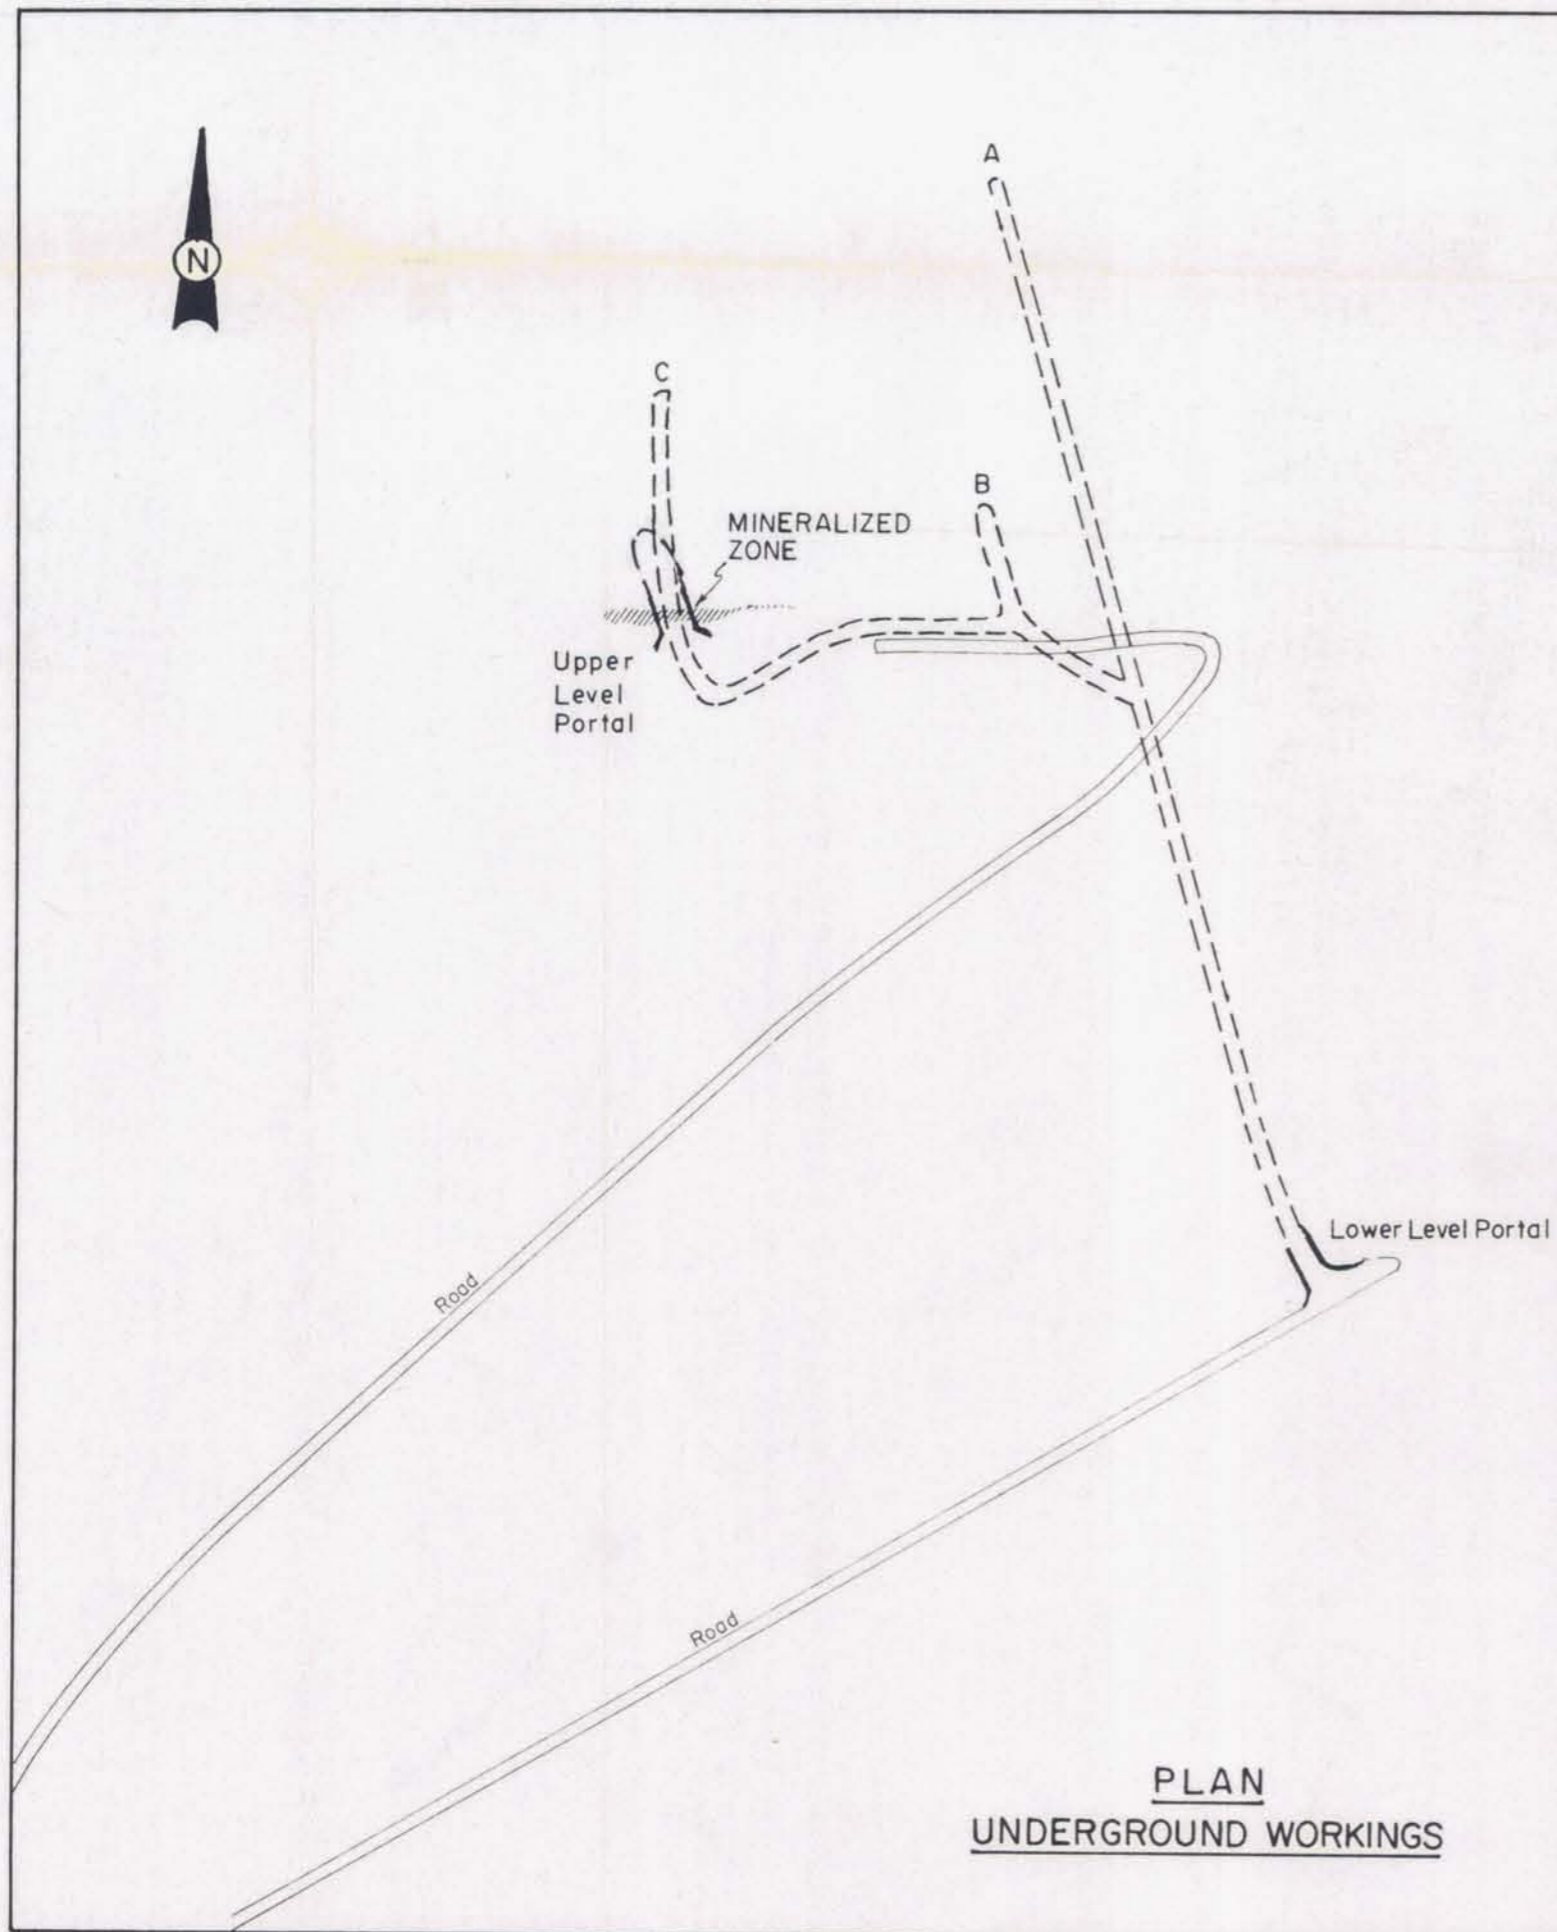 A
N
C
B
MINERALIZED
ZONE
Upper
Level
Portal
Lower Level Portal
Road
Road
PLAN
UNDERGROUND WORKINGS